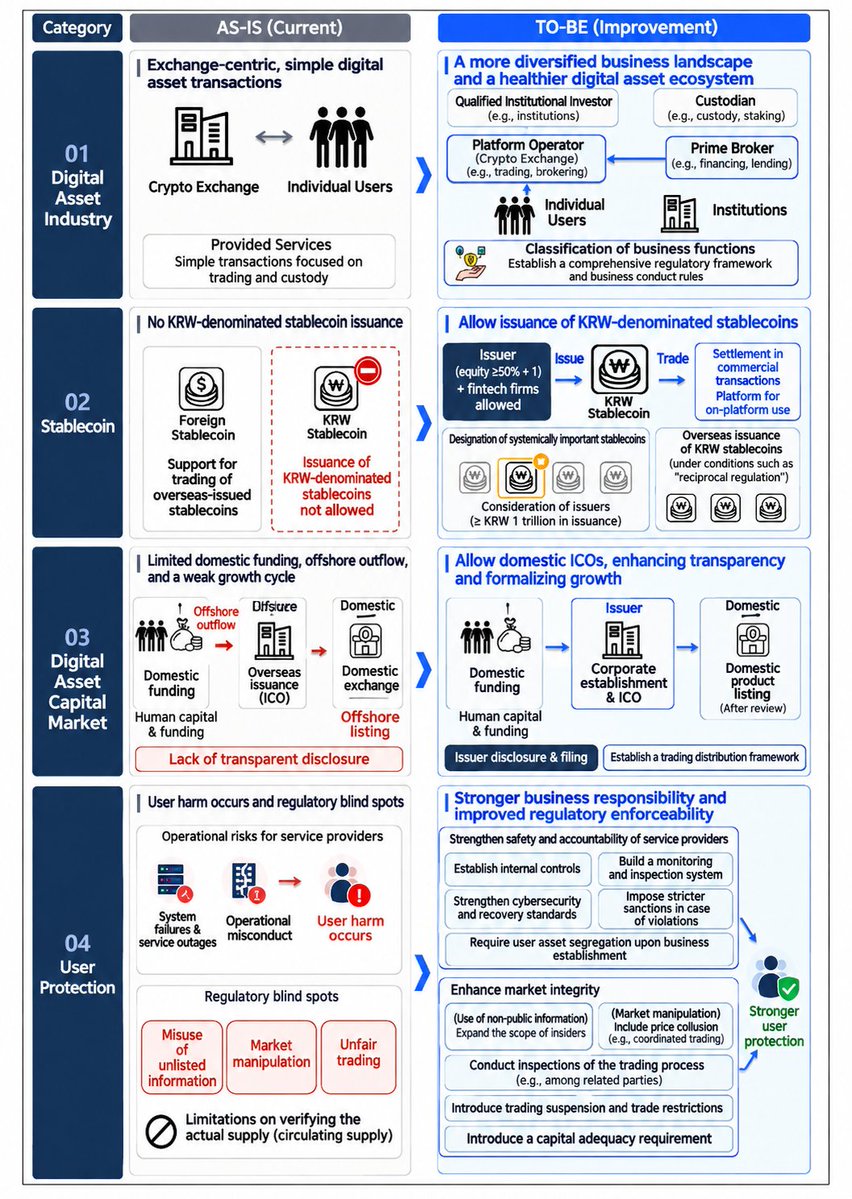 Category
AS-IS (Current)
TO-BE (Improvement)
01
Digital
Asset
Industry
Exchange-centric, simple digital
asset transactions
Crypto Exchange
Individual Users
Provided Services
Simple transactions focused on
trading and custody
A more diversified business landscape
and a healthier digital asset ecosystem
Qualified Institutional Investor
(e.g., institutions)
Custodian
(e.g., custody, staking)
Platform Operator
(Crypto Exchange)
(e.g., trading, brokering)
Prime Broker
(e.g., financing, lending)
Individual
Users
Institutions
Classification of business functions
Establish a comprehensive regulatory framework
and business conduct rules
02
Stablecoin
No KRW-denominated stablecoin issuance
$
Foreign
Stablecoin
Support for
trading of
overseas-issued
stablecoins
₩
KRW
Stablecoin
Issuance of
KRW-denominated
stablecoins
not allowed
Allow issuance of KRW-denominated stablecoins
Issuer
(equity ≥50% + 1)
+ fintech firms
allowed
Issue
₩
KRW
Stablecoin
Trade
Settlement in
commercial
transactions
Platform for
on-platform use
Designation of systemically important stablecoins
₩ ₩ ₩ ₩
Consideration of issuers
(≥ KRW 1 trillion in issuance)
Overseas issuance
of KRW stablecoins
(under conditions such as
"reciprocal regulation")
₩ ₩ ₩
03
Digital
Asset
Capital
Market
Limited domestic funding, offshore outflow,
and a weak growth cycle
Domestic
funding
Human capital
& funding
Offshore
outflow
Overseas
issuance
(ICO)
Domestic
Domestic
exchange
Offshore
listing
Lack of transparent disclosure
Allow domestic ICOs, enhancing transparency
and formalizing growth
Domestic
funding
Human capital
& funding
Issuer
Corporate
establishment
& ICO
Domestic
Domestic
product
listing
(After review)
Issuer disclosure & filing
Establish a trading distribution framework
04
User
Protection
User harm occurs and regulatory blind spots
Operational risks for service providers
System
failures &
service outages
Operational
misconduct
!
User harm
occurs
Regulatory blind spots
Misuse
of
unlisted
information
Market
manipulation
Unfair
trading
Limitations on verifying the
actual supply (circulating supply)
Stronger business responsibility and
improved regulatory enforceability
Strengthen safety and accountability of service providers
Establish internal controls
Build a monitoring
and inspection system
Strengthen cybersecurity
and recovery standards
Impose stricter
sanctions in case
of violations
Require user asset segregation upon business
establishment
Enhance market integrity
(Use of non-public information)
Expand the scope of insiders
(Market manipulation)
Include price collusion
(e.g., coordinated trading)
Conduct inspections of the trading process
(e.g., among related parties)
Introduce trading suspension and trade restrictions
Introduce a capital adequacy requirement
Stronger
user
protection